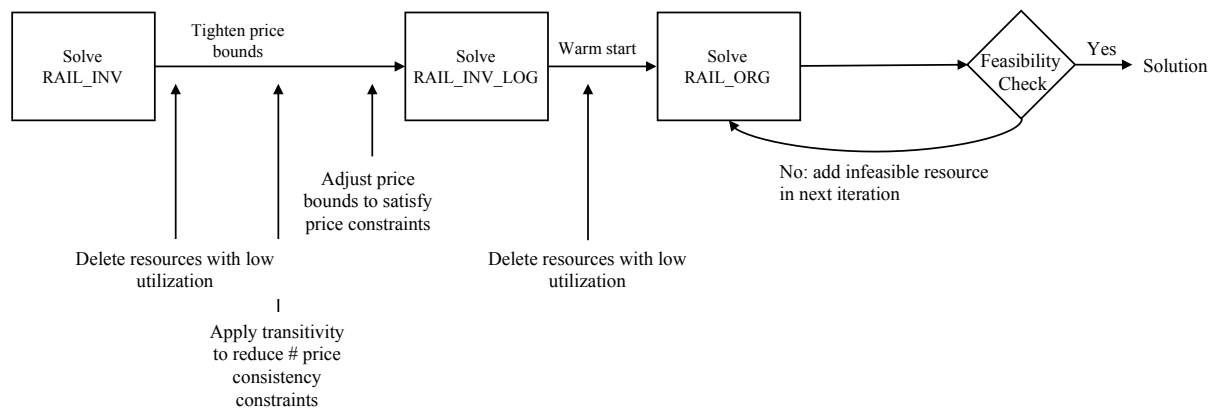 Solve
RAIL_INV
Tighten price
bounds
Solve
RAIL_INV_LOG
Warm start
Solve
RAIL_ORG
Feasibility
Check
Yes
Solution
No: add infeasible resource
in next iteration
Adjust price
bounds to satisfy
price constraints
Delete resources with low
utilization
Delete resources with low
utilization
Apply transitivity
to reduce # price
consistency
constraints